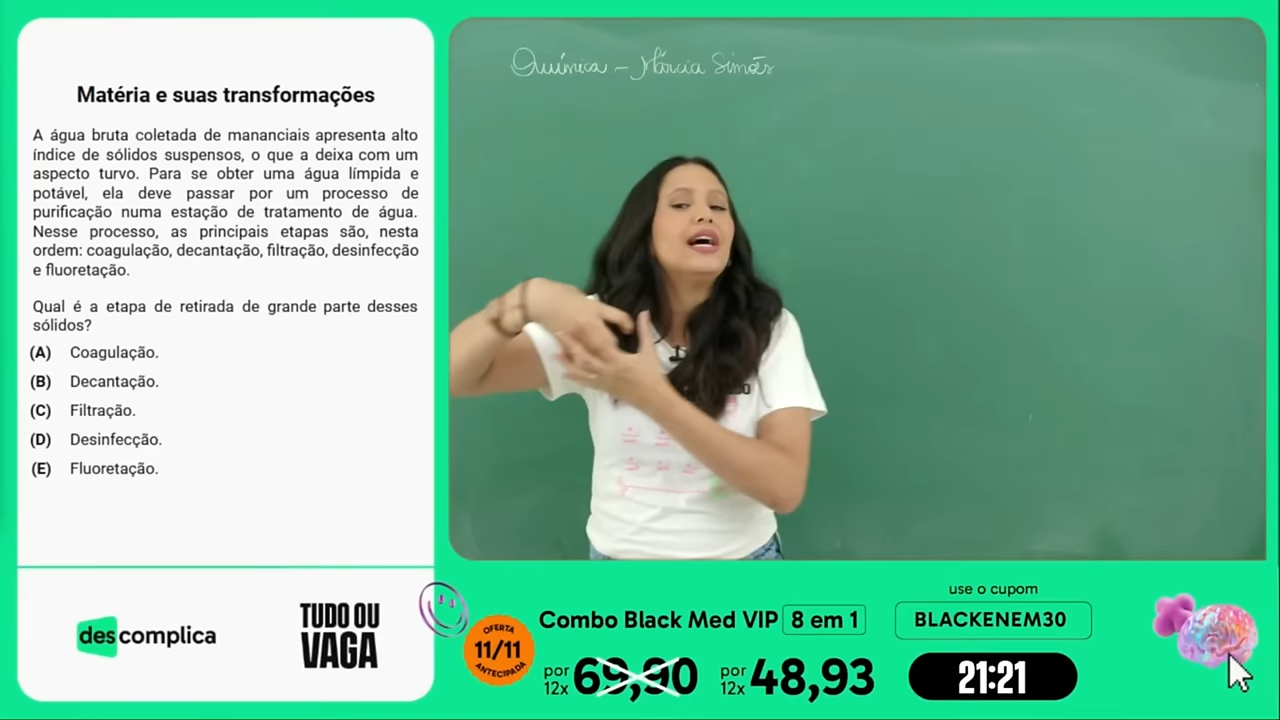 Matéria e suas transformações
A água bruta coletada de mananciais apresenta alto
índice de sólidos suspensos, o que a deixa com um
aspecto turvo. Para se obter uma água límpida e
potável, ela deve passar por um processo de
purificação numa estação de tratamento de água.
Nesse processo, as principais etapas são, nesta
ordem: coagulação, decantação, filtração, desinfecção
e fluoretação.
Qual é a etapa de retirada de grande parte desses
sólidos?
(A) Coagulação.
(B) Decantação.
(C) Filtração.
(D) Desinfecção.
(E) Fluoretação.
Química - Márcia Simões
descomplica
TUDO OU
VAGA
OFERTA
11/11
ANTECIPADA
Combo Black Med VIP 8 em 1
por
12x 69,90
por
12x 48,93
use o cupom
BLACKENEM30
21:21